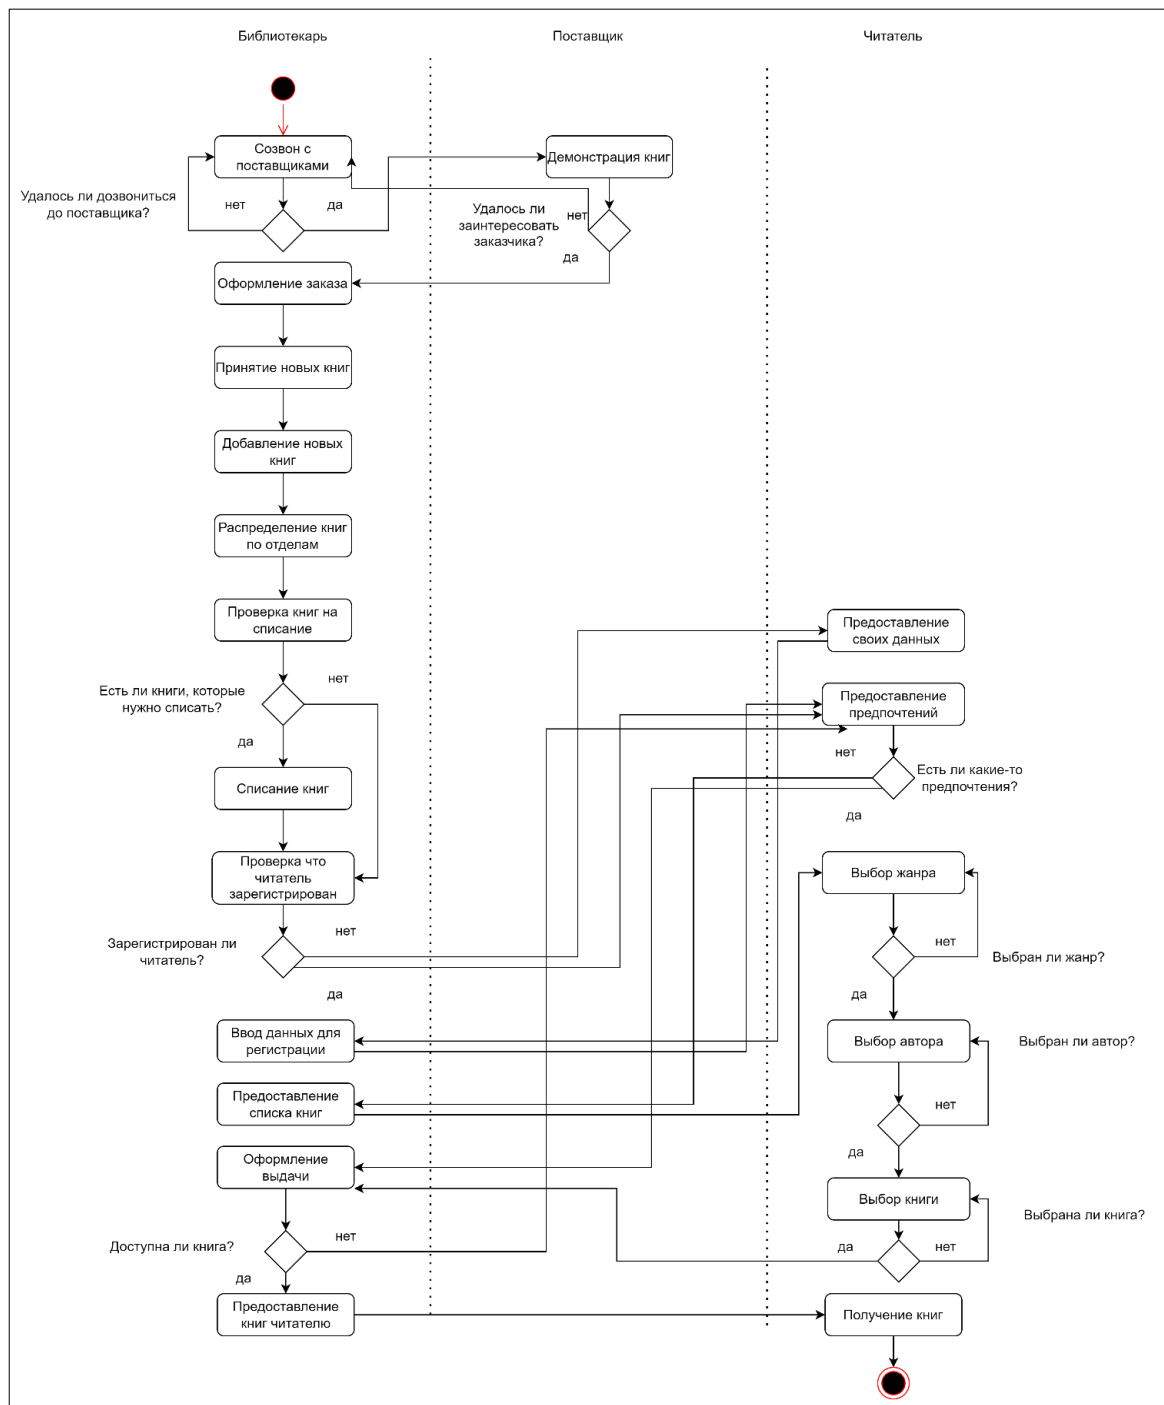 Библиотекарь
Поставщик
Читатель
Созвон с
поставщиками
Демонстрация книг
Удалось ли дозвониться
до поставщика?
нет
да
Удалось ли
заинтересовать
заказчика?
нет
да
Оформление заказа
Принятие новых книг
Добавление новых
книг
Распределение книг
по отделам
Проверка книг на
списание
Предоставление
своих данных
Есть ли книги, которые
нужно списать?
нет
да
Предоставление
предпочтений
нет
Есть ли какие-то
предпочтения?
да
Списание книг
Проверка что
читатель
зарегистрирован
Выбор жанра
Зарегистрирован ли
читатель?
нет
да
нет
Выбран ли жанр?
да
Ввод данных для
регистрации
Выбор автора
Выбран ли автор?
Предоставление
списка книг
нет
да
Оформление
выдачи
Выбор книги
Выбрана ли книга?
Доступна ли книга?
нет
да
да
нет
Предоставление
книг читателю
Получение книг